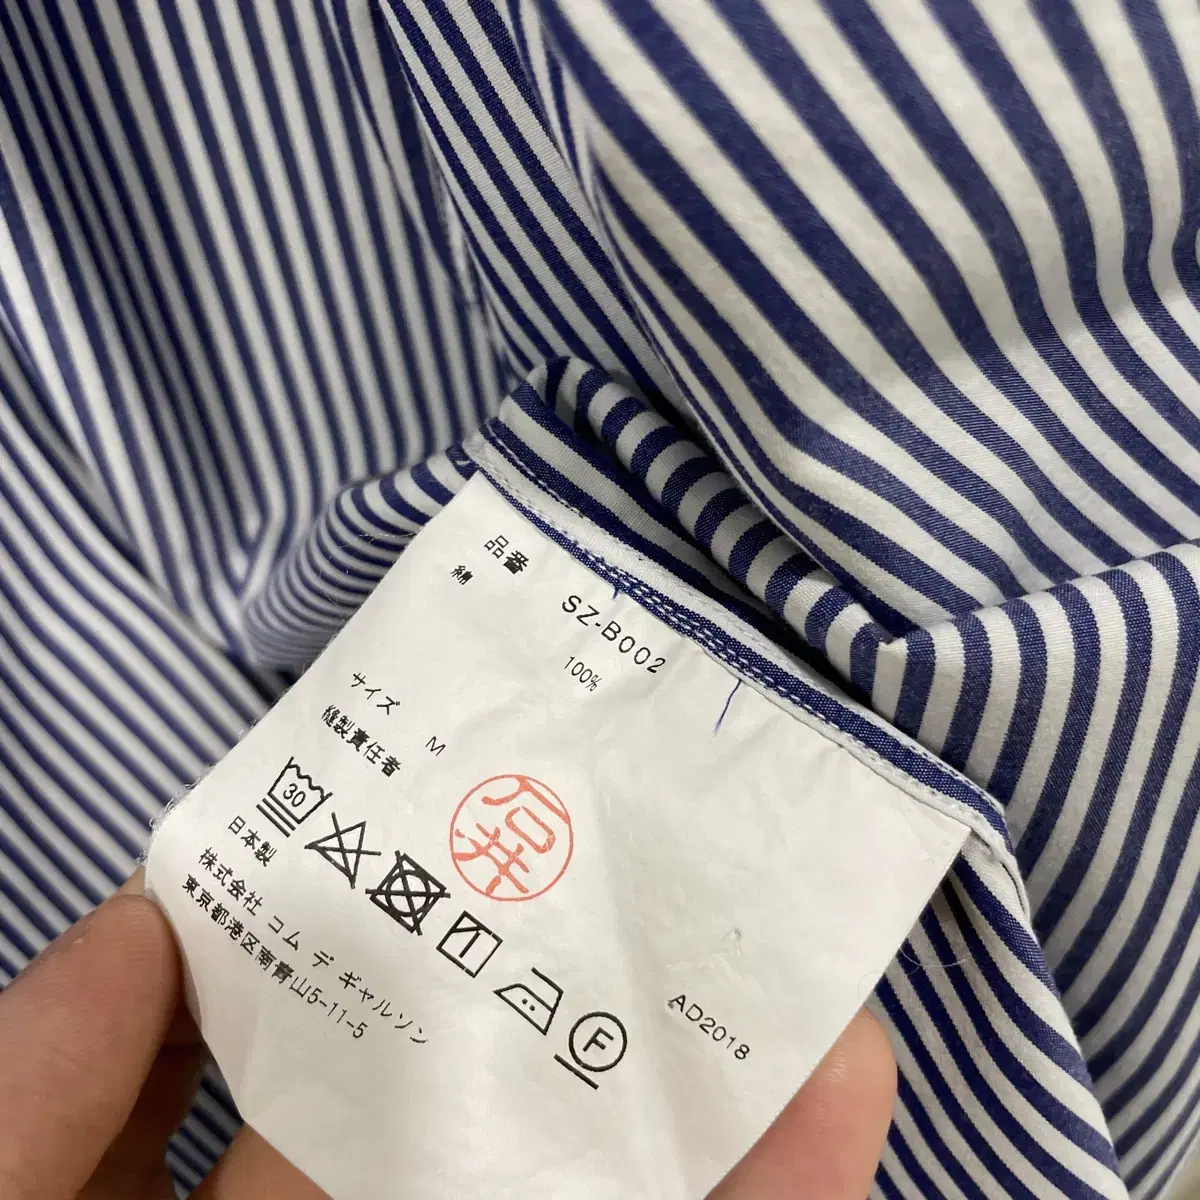 品番 SZ-B002
綿 100%
サイズ M
縫製責任者
石井
30
日本製
株式会社 コム デ ギャルソン
東京都港区南青山5-11-5
F
AD2018